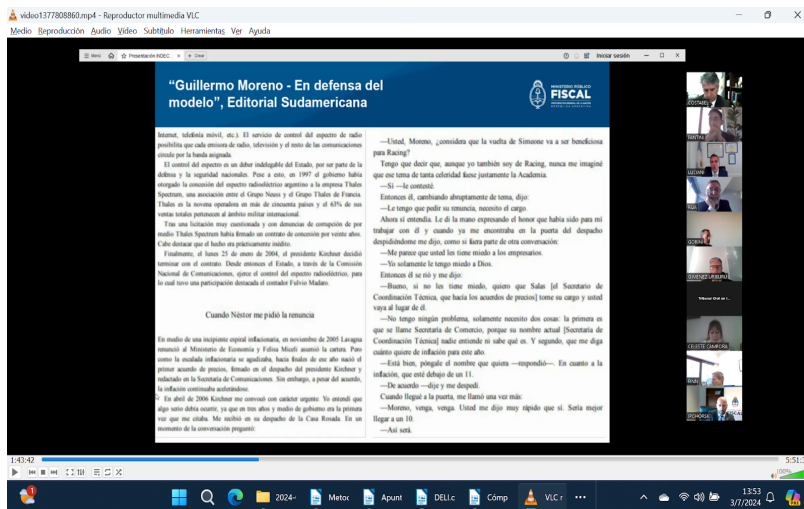 video1377808860.mp4 - Reproductor multimedia VLC
Medio Reproducción Audio Video Subtítulo Herramientas Ver Ayuda
Menú Presentación INDEC × + Crear Iniciar sesión
“Guillermo Moreno - En defensa del
modelo”, Editorial Sudamericana
MINISTERIO PÚBLICO
FISCAL
PROCURACIÓN GENERAL DE LA NACIÓN
REPÚBLICA ARGENTINA
Internet, telefonía móvil, etc.). El servicio de control del espectro de radio
posibilita que cada emisora de radio, televisión y el resto de las comunicaciones
circule por la banda asignada.
El control del espectro es un deber indelegable del Estado, por ser parte de la
defensa y la seguridad nacionales. Pese a esto, en 1997 el gobierno había
otorgado la concesión del espectro radioeléctrico argentino a la empresa Thales
Spectrum, una asociación entre el Grupo Neuss y el Grupo Thales de Francia.
Thales es la novena operadora en más de cincuenta países y el 63% de sus
ventas totales pertenecen al ámbito militar internacional.
Tras una licitación muy cuestionada y con denuncias de corrupción de por
medio Thales Spectrum había firmado un contrato de concesión por veinte años.
Cabe destacar que el hecho era prácticamente inédito.
Finalmente, el lunes 25 de enero de 2004, el presidente Kirchner decidió
terminar con el contrato. Desde entonces el Estado, a través de la Comisión
Nacional de Comunicaciones, ejerce el control del espectro radioeléctrico, para
lo cual tuvo una participación destacada el contador Fulvio Madaro.
Cuando Néstor me pidió la renuncia
En medio de una incipiente espiral inflacionaria, en noviembre de 2005 Lavagna
renunció al Ministerio de Economía y Felisa Miceli asumió la cartera. Pero
como la escalada inflacionaria se agudizaba, hacia finales de ese año nació el
primer acuerdo de precios, firmado en el despacho del presidente Kirchner y
redactado en la Secretaría de Comunicaciones. Sin embargo, a pesar del acuerdo,
la inflación continuaba acelerándose.
En abril de 2006 Kirchner me convocó con carácter urgente. Yo entendí que
algo serio debía ocurrir, ya que en tres años y medio de gobierno era la primera
vez que me citaba. Me recibió en su despacho de la Casa Rosada. En un
momento de la conversación preguntó:
—Usted, Moreno, ¿considera que la vuelta de Simeone va a ser beneficiosa
para Racing?
Tengo que decir que, aunque yo también soy de Racing, nunca me imaginé
que ese tema de tanta celeridad fuese justamente la Academia.
—Sí —le contesté.
Entonces él, cambiando abruptamente de tema, dijo:
—Le tengo que pedir su renuncia, necesito el cargo.
Ahora sí entendía. Le di la mano expresando el honor que había sido para mí
trabajar con él y cuando ya me encontraba en la puerta del despacho
despidiéndome me dijo, como si fuera parte de otra conversación:
—Me parece que usted les tiene miedo a los empresarios.
—Yo solamente le tengo miedo a Dios.
Entonces él se rió y me dijo:
—Bueno, si no les tiene miedo, quiero que Salas [el Secretario de
Coordinación Técnica, que hacía los acuerdos de precios] tome su cargo y usted
vaya al lugar de él.
—No tengo ningún problema, solamente necesito dos cosas: la primera es
que se llame Secretaría de Comercio, porque su nombre actual [Secretaría de
Coordinación Técnica] nadie entiende ni sabe qué es. Y segundo, que me diga
cuánto quiere de inflación para este año.
—Está bien, póngale el nombre que quiera —respondió—. En cuanto a la
inflación, que esté debajo de un 11.
—De acuerdo —dije y me despedí.
Cuando llegué a la puerta, me llamó una vez más:
—Moreno, venga, venga. Usted me dijo muy rápido que sí. Sería mejor
llegar a un 10.
—Así será.
COSTABEL
FANTINI
LUCIANI
RUA
GORINI
GIMENEZ URIBURU
Tribunal Oral en l...
CELESTE CAMPORA
IPOHORSKI
1:43:42
5:51:3
100%
2024-
Metoc
Apunt
DELI.c
Cómp
VLC r
13:53
3/7/2024